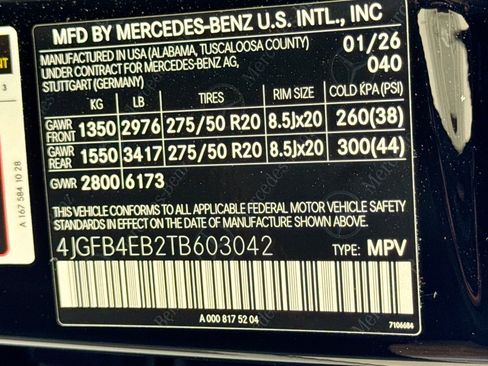 MFD BY MERCEDES-BENZ U.S. INTL., INC
MANUFACTURED IN USA (ALABAMA, TUSCALOOSA COUNTY) 01/26
UNDER CONTRACT FOR MERCEDES-BENZ AG, 040
STUTTGART (GERMANY)
KG LB TIRES RIM SIZE COLD KPA(PSI)
GAWR FRONT 1350 2976 275/50 R20 8.5Jx20 260(38)
GAWR REAR 1550 3417 275/50 R20 8.5Jx20 300(44)
GVWR 2800 6173
THIS VEHICLE CONFORMS TO ALL APPLICABLE FEDERAL MOTOR VEHICLE SAFETY
STANDARDS IN EFFECT ON THE DATE OF MANUFACTURE SHOWN ABOVE.
4JGFB4EB2TB603042 TYPE: MPV
A 000 817 52 04
7106684
A 167 584 10 28
3